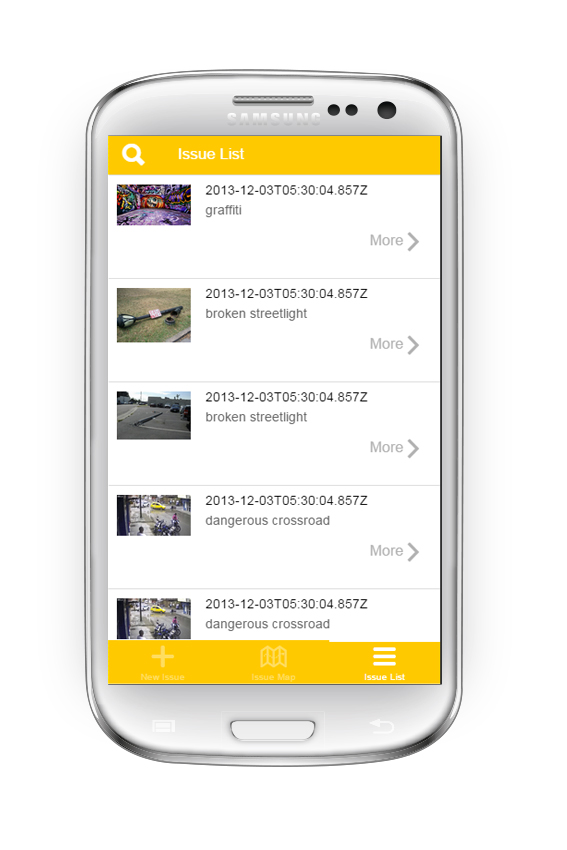 SAMSUNG
Issue List
2013-12-03T05:30:04.857Z
graffiti
More
2013-12-03T05:30:04.857Z
broken streetlight
More
2013-12-03T05:30:04.857Z
broken streetlight
More
2013-12-03T05:30:04.857Z
dangerous crossroad
More
2013-12-03T05:30:04.857Z
dangerous crossroad
New Issue
Issue Map
Issue List